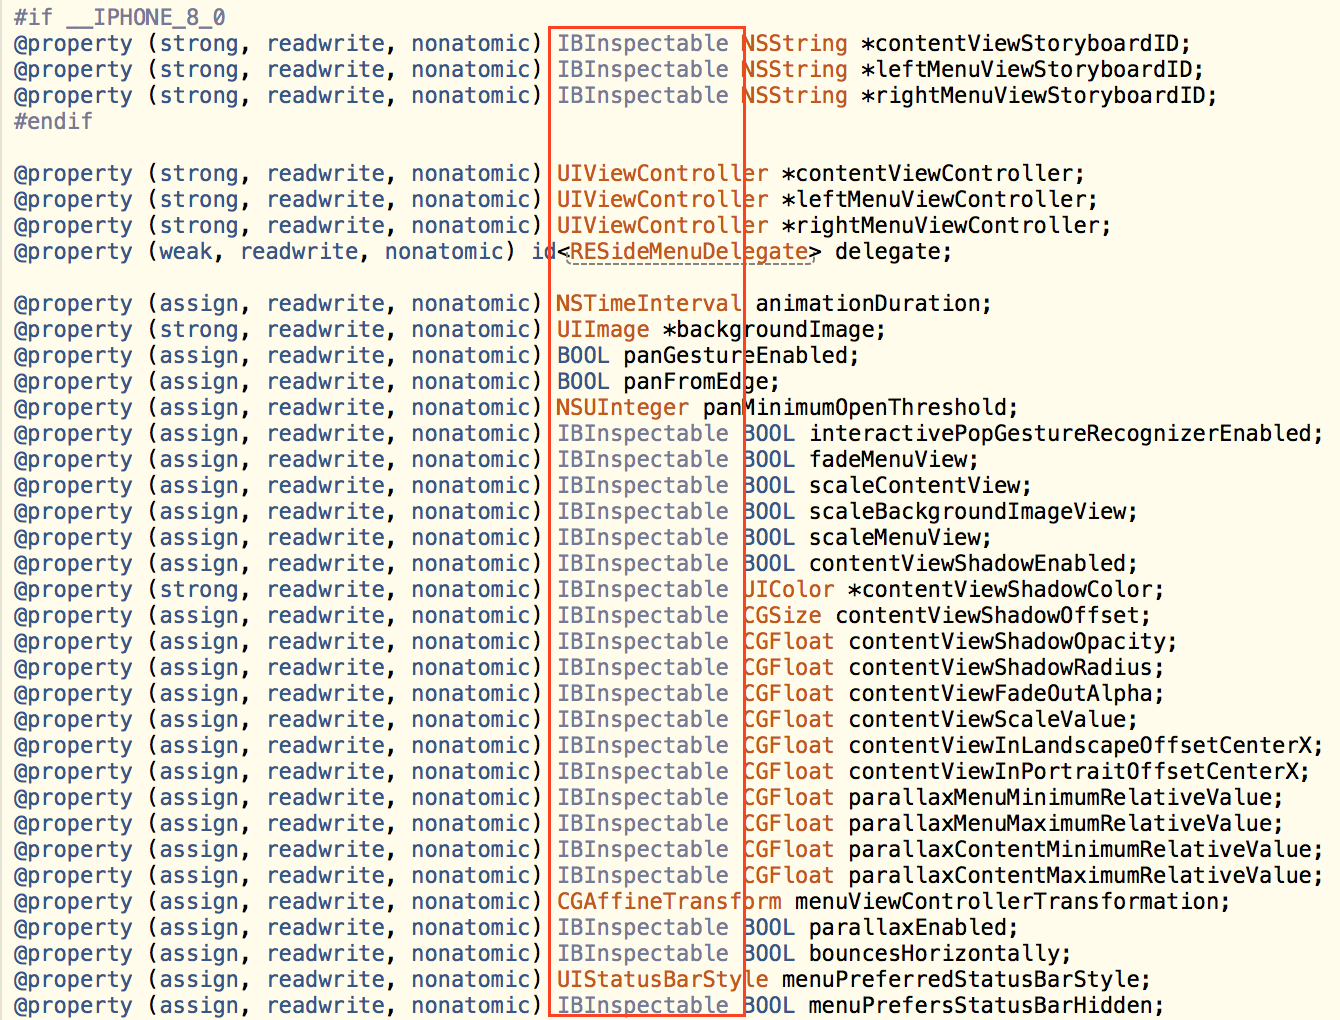 #if __IPHONE_8_0
@property (strong, readwrite, nonatomic) IBInspectable NSString *contentViewStoryboardID;
@property (strong, readwrite, nonatomic) IBInspectable NSString *leftMenuViewStoryboardID;
@property (strong, readwrite, nonatomic) IBInspectable NSString *rightMenuViewStoryboardID;
#endif
@property (strong, readwrite, nonatomic) UIViewController *contentViewController;
@property (strong, readwrite, nonatomic) UIViewController *leftMenuViewController;
@property (strong, readwrite, nonatomic) UIViewController *rightMenuViewController;
@property (weak, readwrite, nonatomic) id<RESideMenuDelegate> delegate;
@property (assign, readwrite, nonatomic) NSTimeInterval animationDuration;
@property (strong, readwrite, nonatomic) UIImage *backgroundImage;
@property (assign, readwrite, nonatomic) BOOL panGestureEnabled;
@property (assign, readwrite, nonatomic) BOOL panFromEdge;
@property (assign, readwrite, nonatomic) NSUInteger panMinimumOpenThreshold;
@property (assign, readwrite, nonatomic) IBInspectable BOOL interactivePopGestureRecognizerEnabled;
@property (assign, readwrite, nonatomic) IBInspectable BOOL fadeMenuView;
@property (assign, readwrite, nonatomic) IBInspectable BOOL scaleContentView;
@property (assign, readwrite, nonatomic) IBInspectable BOOL scaleBackgroundImageView;
@property (assign, readwrite, nonatomic) IBInspectable BOOL scaleMenuView;
@property (assign, readwrite, nonatomic) IBInspectable BOOL contentViewShadowEnabled;
@property (strong, readwrite, nonatomic) IBInspectable UIColor *contentViewShadowColor;
@property (assign, readwrite, nonatomic) IBInspectable CGSize contentViewShadowOffset;
@property (assign, readwrite, nonatomic) IBInspectable CGFloat contentViewShadowOpacity;
@property (assign, readwrite, nonatomic) IBInspectable CGFloat contentViewShadowRadius;
@property (assign, readwrite, nonatomic) IBInspectable CGFloat contentViewFadeOutAlpha;
@property (assign, readwrite, nonatomic) IBInspectable CGFloat contentViewScaleValue;
@property (assign, readwrite, nonatomic) IBInspectable CGFloat contentViewInLandscapeOffsetCenterX;
@property (assign, readwrite, nonatomic) IBInspectable CGFloat contentViewInPortraitOffsetCenterX;
@property (assign, readwrite, nonatomic) IBInspectable CGFloat parallaxMenuMinimumRelativeValue;
@property (assign, readwrite, nonatomic) IBInspectable CGFloat parallaxMenuMaximumRelativeValue;
@property (assign, readwrite, nonatomic) IBInspectable CGFloat parallaxContentMinimumRelativeValue;
@property (assign, readwrite, nonatomic) IBInspectable CGFloat parallaxContentMaximumRelativeValue;
@property (assign, readwrite, nonatomic) CGAffineTransform menuViewControllerTransformation;
@property (assign, readwrite, nonatomic) IBInspectable BOOL parallaxEnabled;
@property (assign, readwrite, nonatomic) IBInspectable BOOL bouncesHorizontally;
@property (assign, readwrite, nonatomic) UIStatusBarStyle menuPreferredStatusBarStyle;
@property (assign, readwrite, nonatomic) IBInspectable BOOL menuPrefersStatusBarHidden;